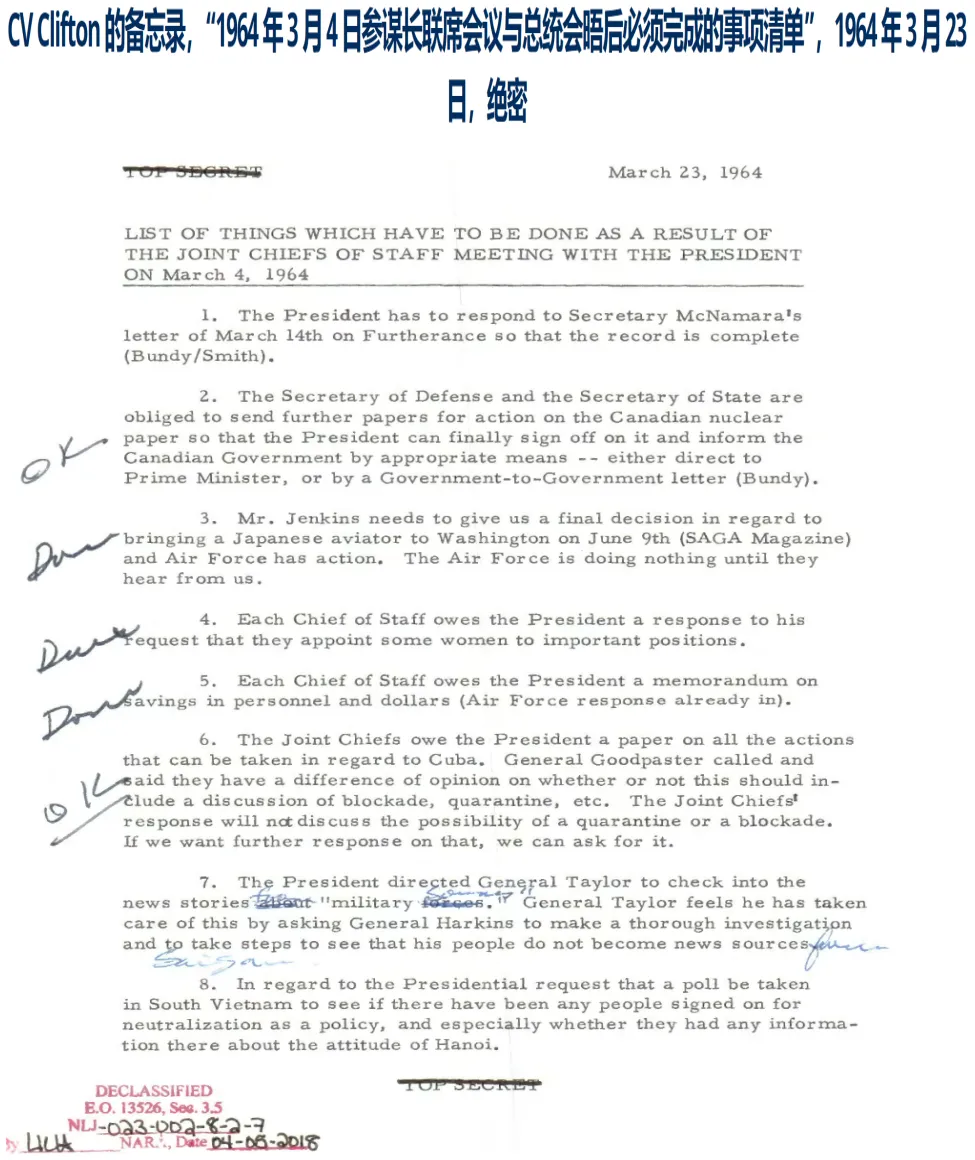 CV Clifton 的备忘录，“1964 年 3 月 4 日参谋长联席会议与总统会晤后必须完成的事项清单”，1964 年 3 月 23
日，绝密
TOP SECRET
March 23, 1964
LIST OF THINGS WHICH HAVE TO BE DONE AS A RESULT OF
THE JOINT CHIEFS OF STAFF MEETING WITH THE PRESIDENT
ON March 4, 1964
1. The President has to respond to Secretary McNamara's
letter of March 14th on Furtherance so that the record is complete
(Bundy/Smith).
2. The Secretary of Defense and the Secretary of State are
obliged to send further papers for action on the Canadian nuclear
OK paper so that the President can finally sign off on it and inform the
Canadian Government by appropriate means -- either direct to
Prime Minister, or by a Government-to-Government letter (Bundy).
3. Mr. Jenkins needs to give us a final decision in regard to
Done bringing a Japanese aviator to Washington on June 9th (SAGA Magazine)
and Air Force has action. The Air Force is doing nothing until they
hear from us.
4. Each Chief of Staff owes the President a response to his
Done request that they appoint some women to important positions.
5. Each Chief of Staff owes the President a memorandum on
Done savings in personnel and dollars (Air Force response already in).
6. The Joint Chiefs owe the President a paper on all the actions
that can be taken in regard to Cuba. General Goodpaster called and
OK said they have a difference of opinion on whether or not this should in-
clude a discussion of blockade, quarantine, etc. The Joint Chiefs'
response will not discuss the possibility of a quarantine or a blockade.
If we want further response on that, we can ask for it.
7. The President directed General Taylor to check into the
news stories from "military sources." General Taylor feels he has taken
care of this by asking General Harkins to make a thorough investigation
and to take steps to see that his people do not become news sources from
Saigon.
8. In regard to the Presidential request that a poll be taken
in South Vietnam to see if there have been any people signed on for
neutralization as a policy, and especially whether they had any informa-
tion there about the attitude of Hanoi.
TOP SECRET
DECLASSIFIED
E.O. 13526, Sec. 3.5
NLJ-023-002-8-2-7
by NAR., Date 04-05-2018